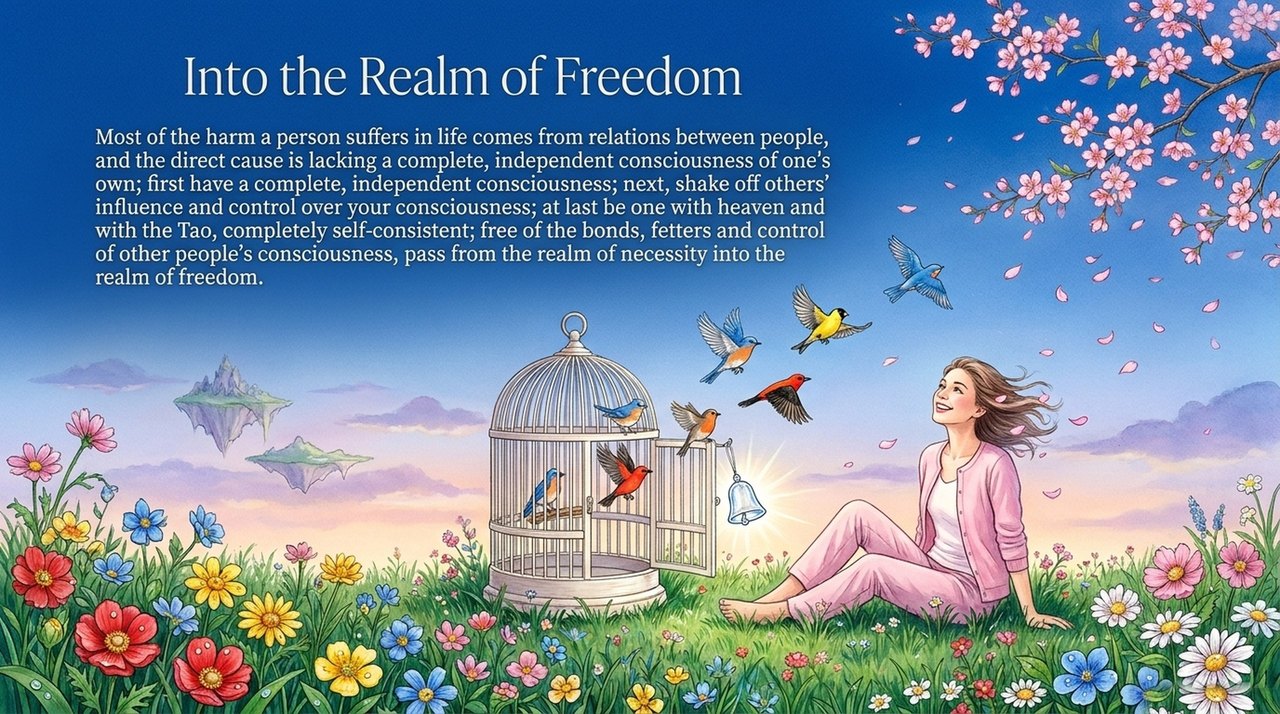 Into the Realm of Freedom
Most of the harm a person suffers in life comes from relations between people,
and the direct cause is lacking a complete, independent consciousness of one's
own; first have a complete, independent consciousness; next, shake off others'
influence and control over your consciousness; at last be one with heaven and
with the Tao, completely self-consistent; free of the bonds, fetters and control
of other people's consciousness, pass from the realm of necessity into the
realm of freedom.